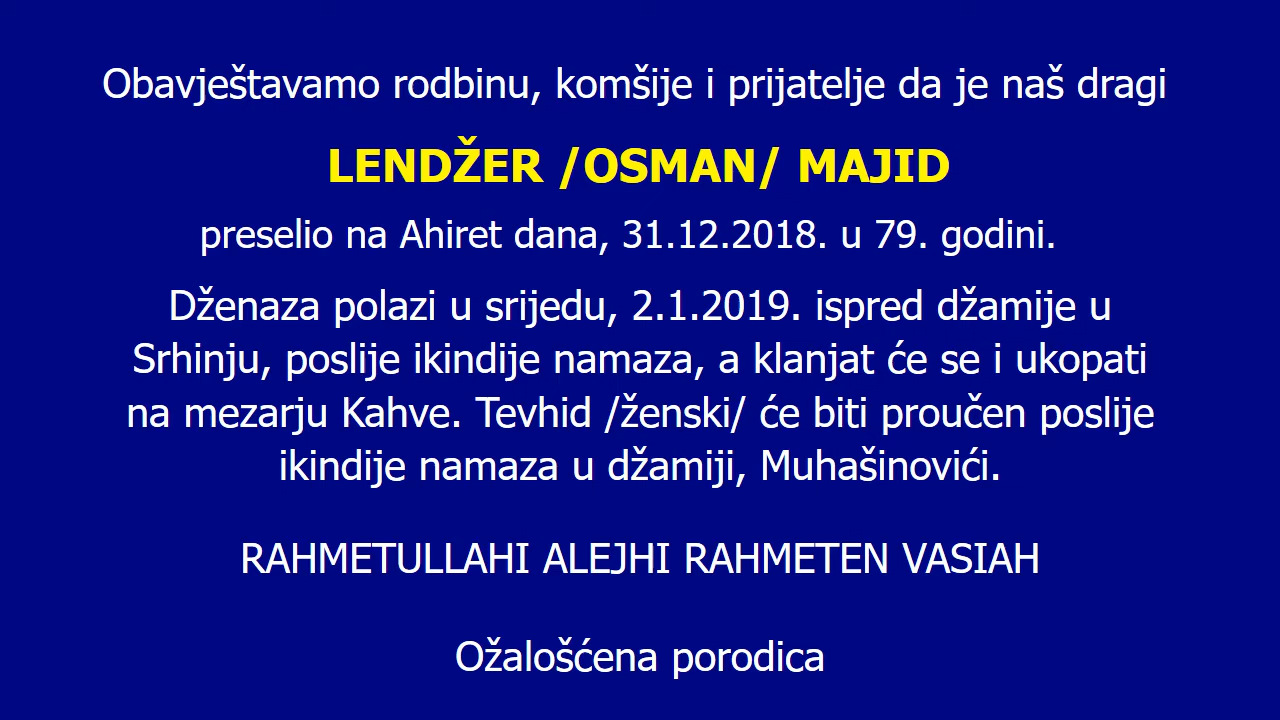 Obavještavamo rodbinu, komšije i prijatelje da je naš dragi
LENDŽER /OSMAN/ MAJID
preselio na Ahiret dana, 31.12.2018. u 79. godini.
Dženaza polazi u srijedu, 2.1.2019. ispred džamije u
Srhinju, poslije ikindije namaza, a klanjat će se i ukopati
na mezarju Kahve. Tevhid /ženski/ će biti proučen poslije
ikindije namaza u džamiji, Muhašinovići.
RAHMETULLAHI ALEJHI RAHMETEN VASIAH
Ožalošćena porodica